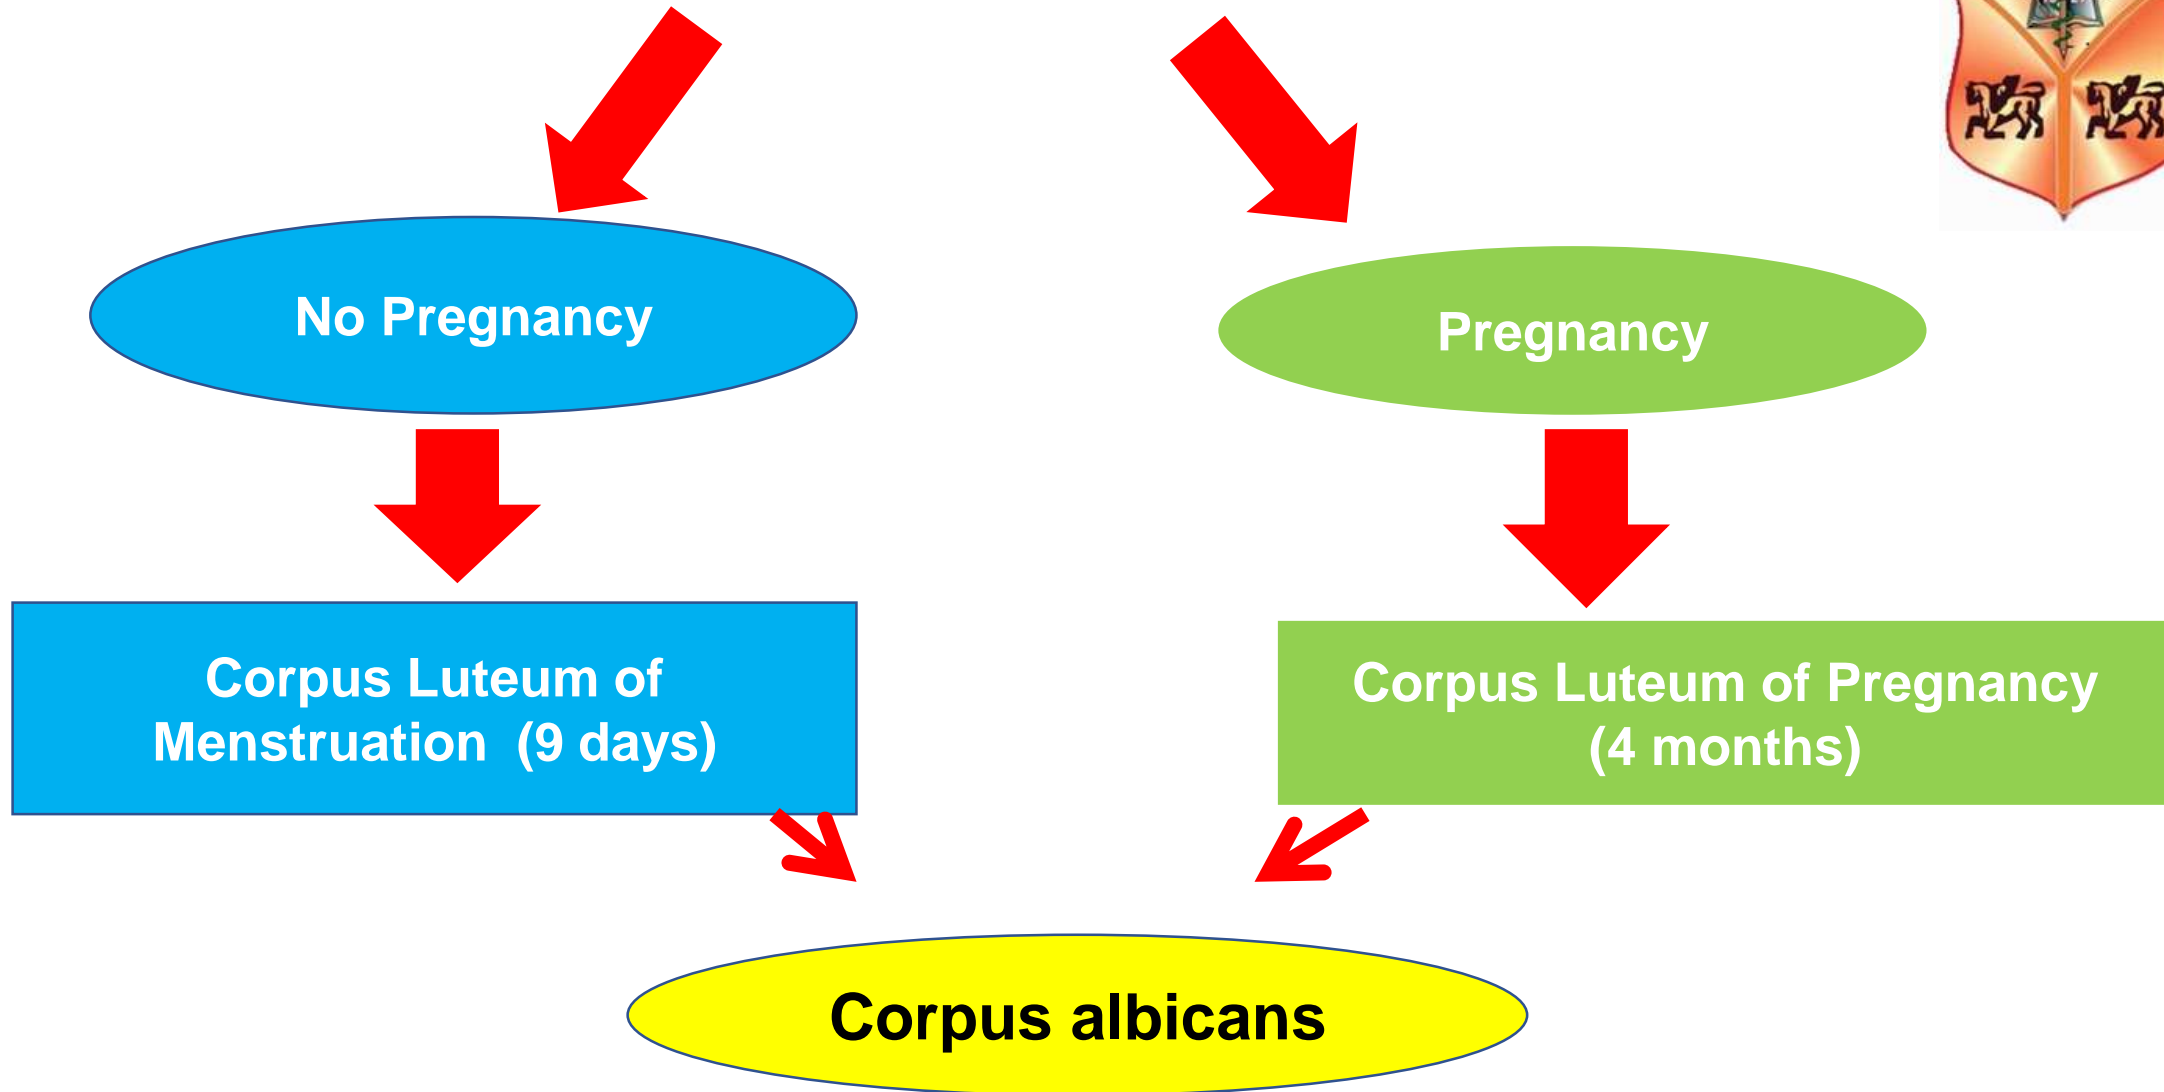 No Pregnancy
Pregnancy
Corpus Luteum of
Menstruation (9 days)
Corpus Luteum of Pregnancy
(4 months)
Corpus albicans